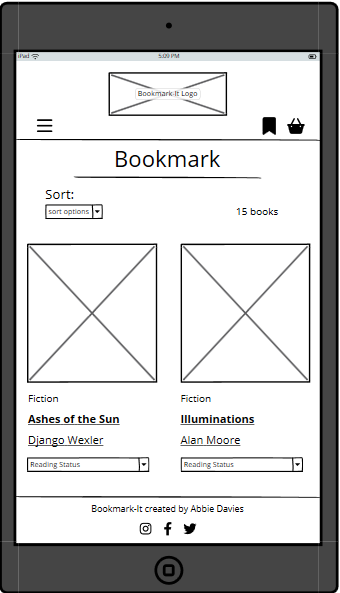 iPad
5:09 PM
Bookmark-It Logo
Bookmark
Sort:
sort options
15 books
Fiction
Ashes of the Sun
Django Wexler
Reading Status
Fiction
Illuminations
Alan Moore
Reading Status
Bookmark-It created by Abbie Davies